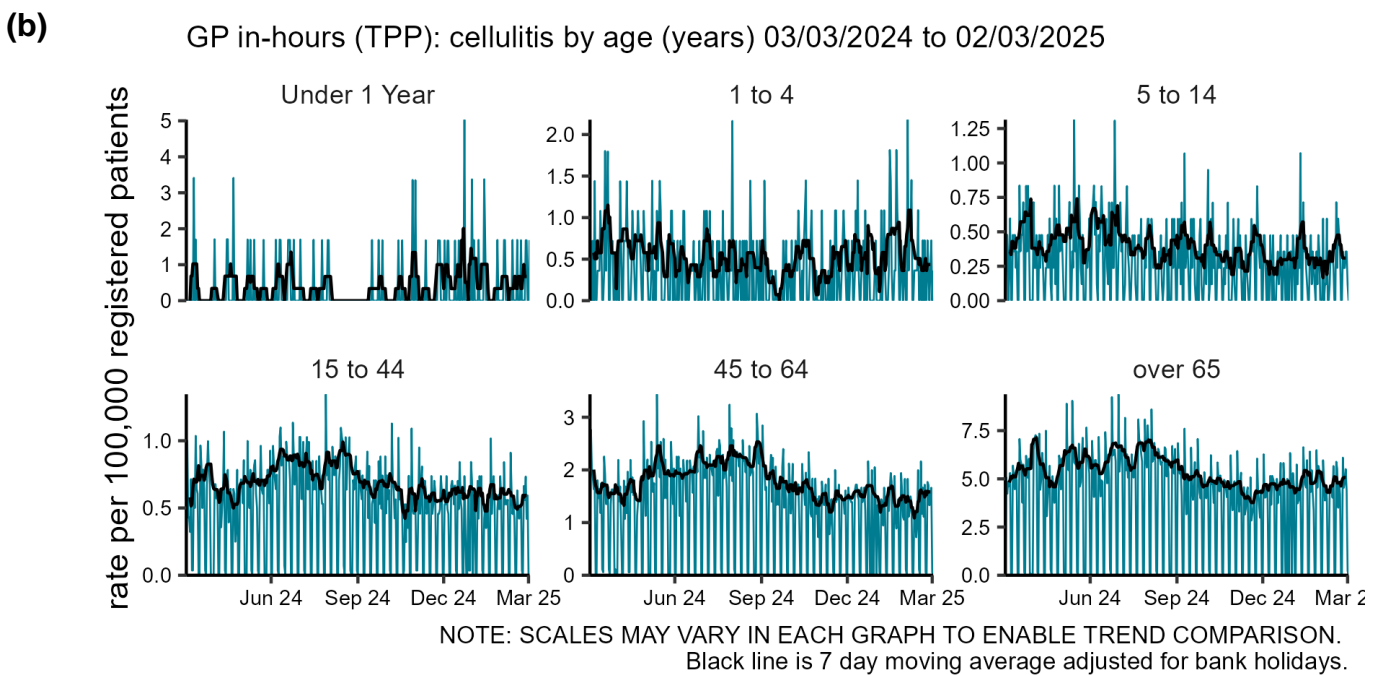 (b)
GP in-hours (TPP): cellulitis by age (years) 03/03/2024 to 02/03/2025
rate per 100,000 registered patients
Under 1 Year
5
4
3
2
1
0
1 to 4
2.0
1.5
1.0
0.5
0.0
5 to 14
1.25
1.00
0.75
0.50
0.25
0.00
15 to 44
1.0
0.5
0.0
Jun 24 Sep 24 Dec 24 Mar 25
45 to 64
3
2
1
0
Jun 24 Sep 24 Dec 24 Mar 25
over 65
7.5
5.0
2.5
0.0
Jun 24 Sep 24 Dec 24 Mar 2
NOTE: SCALES MAY VARY IN EACH GRAPH TO ENABLE TREND COMPARISON.
Black line is 7 day moving average adjusted for bank holidays.